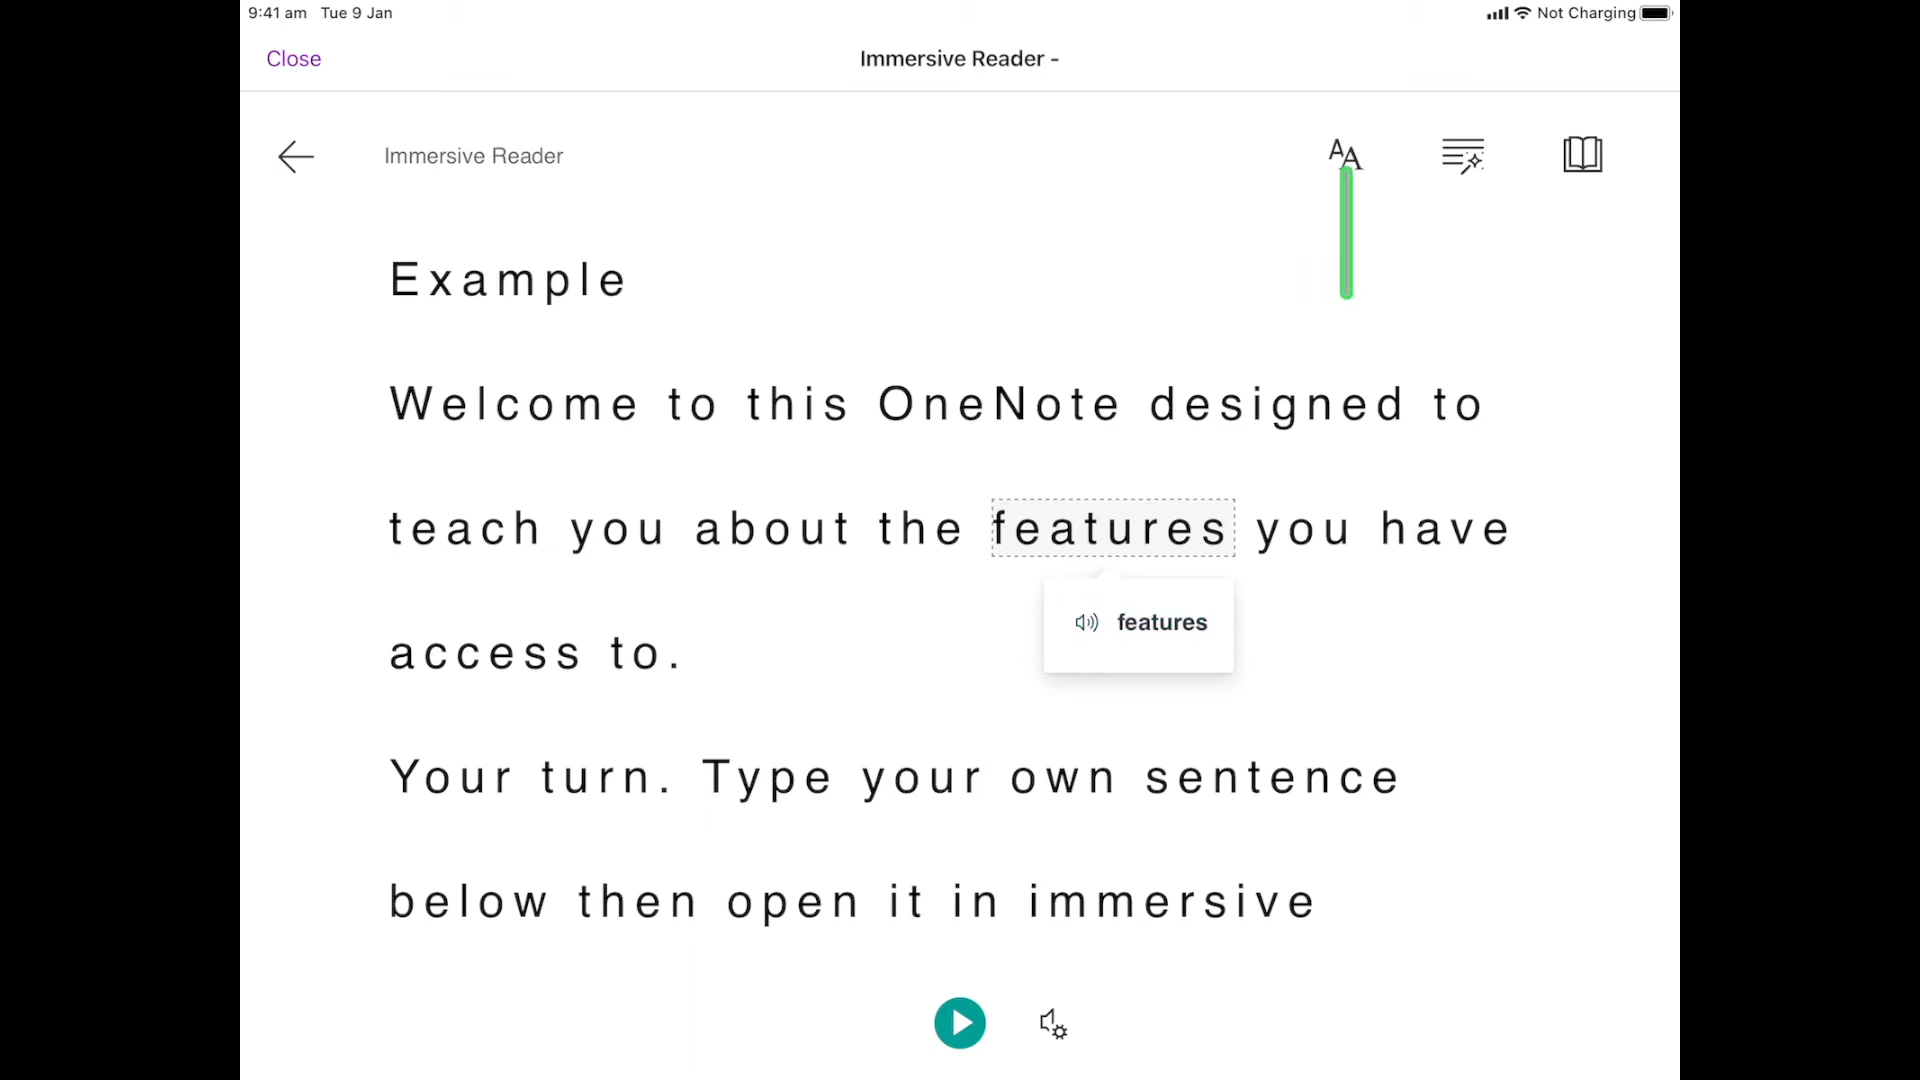 9:41 am Tue 9 Jan
Not Charging
Close
Immersive Reader -
Immersive Reader
Example
Welcome to this OneNote designed to
teach you about the features you have
features
access to.
Your turn. Type your own sentence
below then open it in immersive